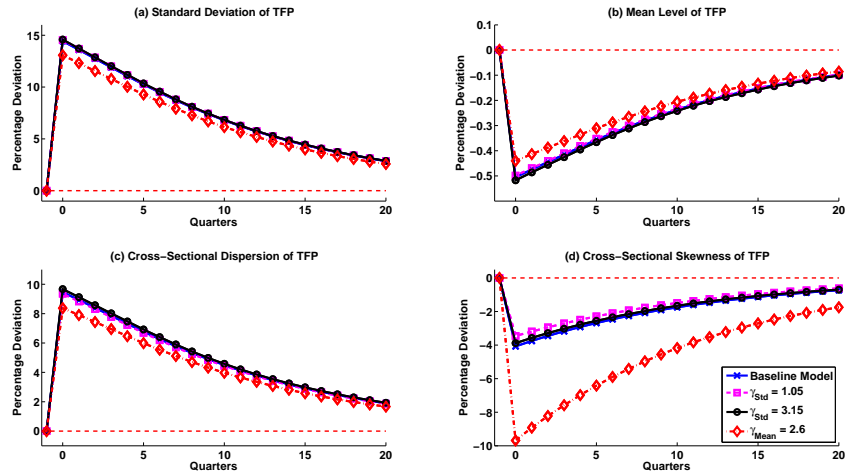 (a) Standard Deviation of TFP
Percentage Deviation
15
10
5
0
0
5
10
15
20
Quarters
(b) Mean Level of TFP
Percentage Deviation
0.1
0
−0.1
−0.2
−0.3
−0.4
−0.5
0
5
10
15
20
Quarters
(c) Cross−Sectional Dispersion of TFP
Percentage Deviation
10
8
6
4
2
0
0
5
10
15
20
Quarters
(d) Cross−Sectional Skewness of TFP
Percentage Deviation
0
−2
−4
−6
−8
−10
0
5
10
15
20
Quarters
Baseline Model
γStd = 1.05
γStd = 3.15
γMean = 2.6